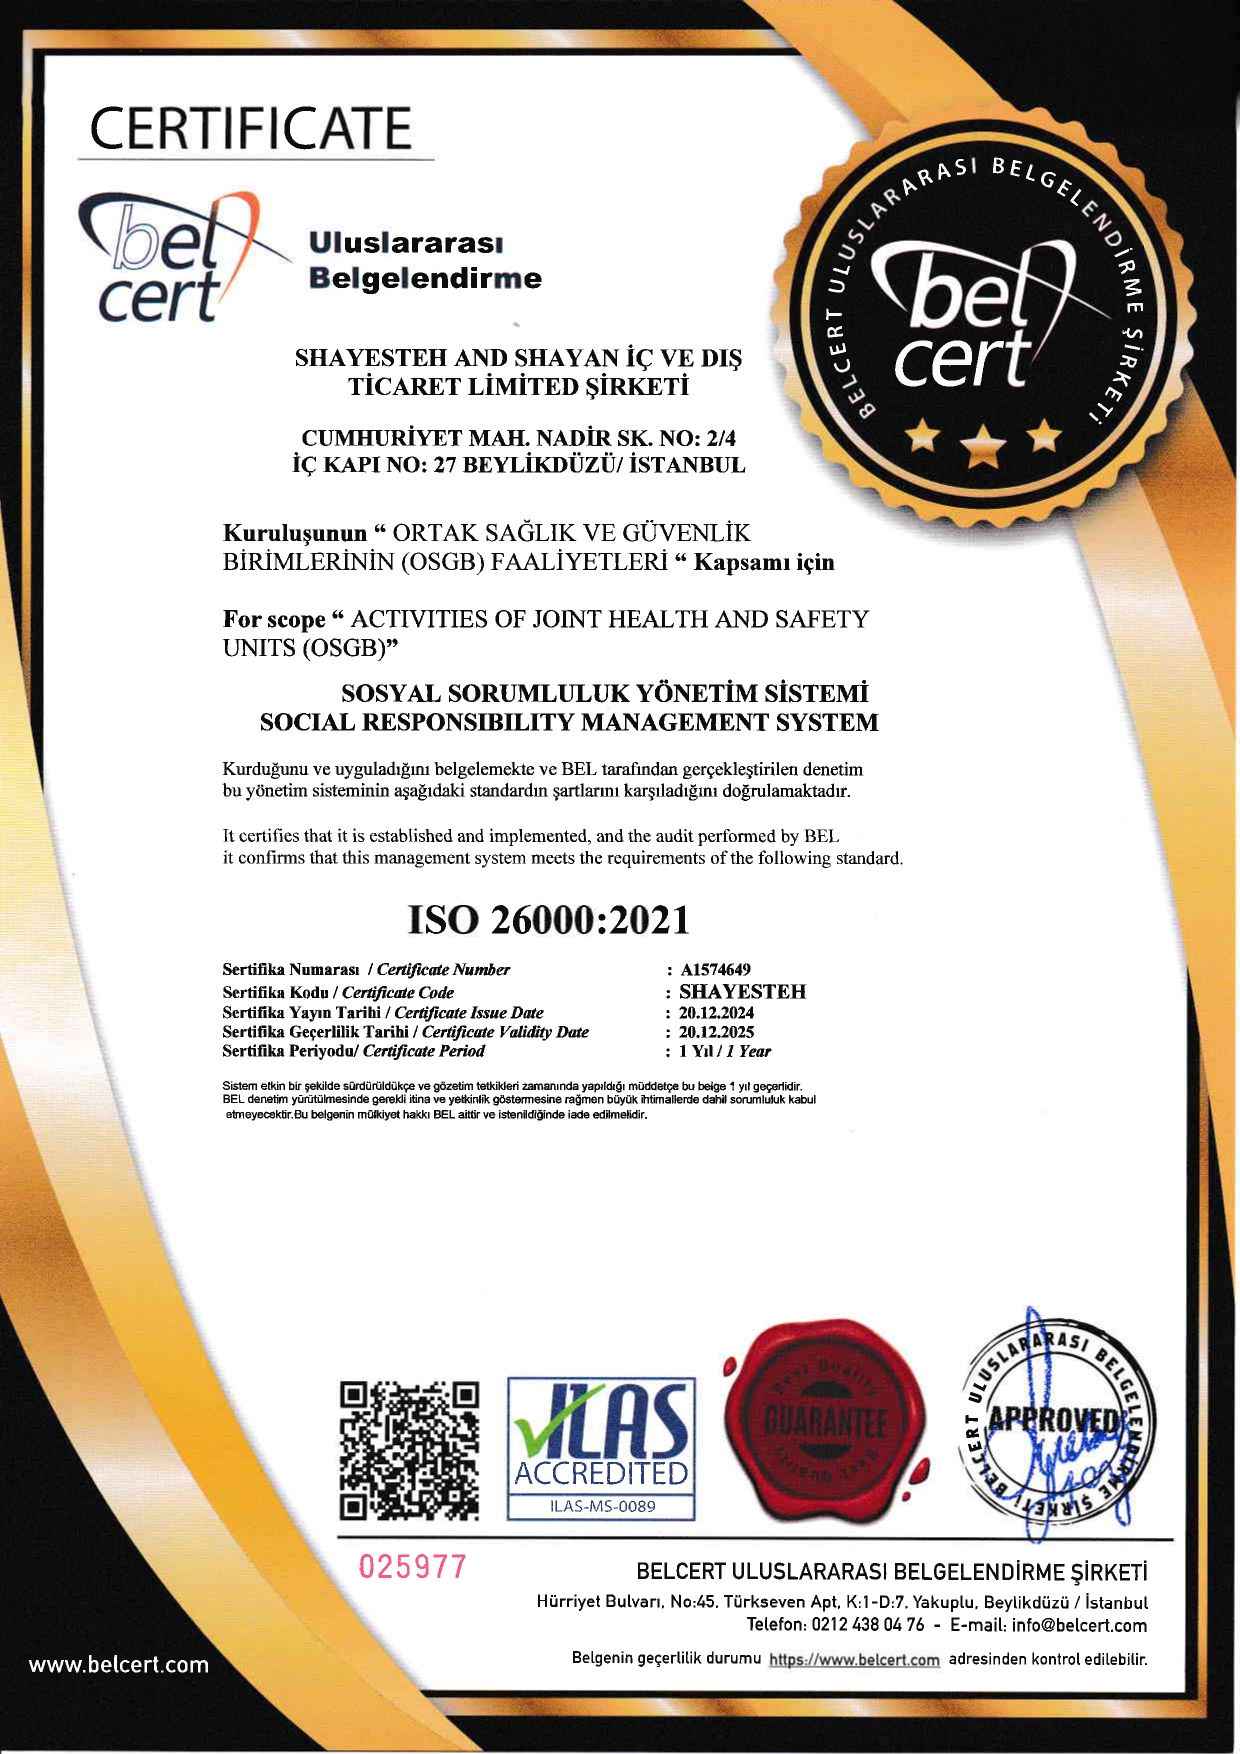 CERTIFICATE
bel cert
Uluslararası
Belgelendirme
BELCERT ULUSLARARASI BELGELENDİRME ŞİRKETİ
bel
cert
SHAYESTEH AND SHAYAN İÇ VE DIŞ
TİCARET LİMİTED ŞİRKETİ
CUMHURİYET MAH. NADİR SK. NO: 2/4
İÇ KAPI NO: 27 BEYLİKDÜZÜ/ İSTANBUL
Kuruluşunun “ ORTAK SAĞLIK VE GÜVENLİK
BİRİMLERİNİN (OSGB) FAALİYETLERİ “ Kapsamı için
For scope “ ACTIVITIES OF JOINT HEALTH AND SAFETY
UNITS (OSGB)”
SOSYAL SORUMLULUK YÖNETİM SİSTEMİ
SOCIAL RESPONSIBILITY MANAGEMENT SYSTEM
Kurduğunu ve uyguladığını belgelemekte ve BEL tarafından gerçekleştirilen denetim
bu yönetim sisteminin aşağıdaki standardın şartlarını karşıladığını doğrulamaktadır.
It certifies that it is established and implemented, and the audit performed by BEL
it confirms that this management system meets the requirements of the following standard.
ISO 26000:2021
Sertifika Numarası / Certificate Number : A1574649
Sertifika Kodu / Certificate Code : SHAYESTEH
Sertifika Yayın Tarihi / Certificate Issue Date : 20.12.2024
Sertifika Geçerlilik Tarihi / Certificate Validity Date : 20.12.2025
Sertifika Periyodu/ Certificate Period : 1 Yıl / 1 Year
Sistem etkin bir şekilde sürdürüldükçe ve gözetim tetkikleri zamanında yapıldığı müddetçe bu belge 1 yıl geçerlidir.
BEL denetim yürütülmesinde gerekli itina ve yetkinlik göstermesine rağmen büyük ihtimallerde dahil sorumluluk kabul
etmeyecektir.Bu belgenin mülkiyet hakkı BEL aittir ve istenildiğinde iade edilmelidir.
ILAS
ACCREDITED
ILAS-MS-0089
Best Quality
GUARANTEE
Best Quality
BELCERT ULUSLARARASI BELGELENDİRME ŞİRKETİ
APPROVED
025977
BELCERT ULUSLARARASI BELGELENDİRME ŞİRKETİ
Hürriyet Bulvarı, No:45, Türkseven Apt, K:1-D:7, Yakuplu, Beylikdüzü / İstanbul
Telefon: 0212 438 04 76 - E-mail: info@belcert.com
Belgenin geçerlilik durumu https://www.belcert.com adresinden kontrol edilebilir.
www.belcert.com